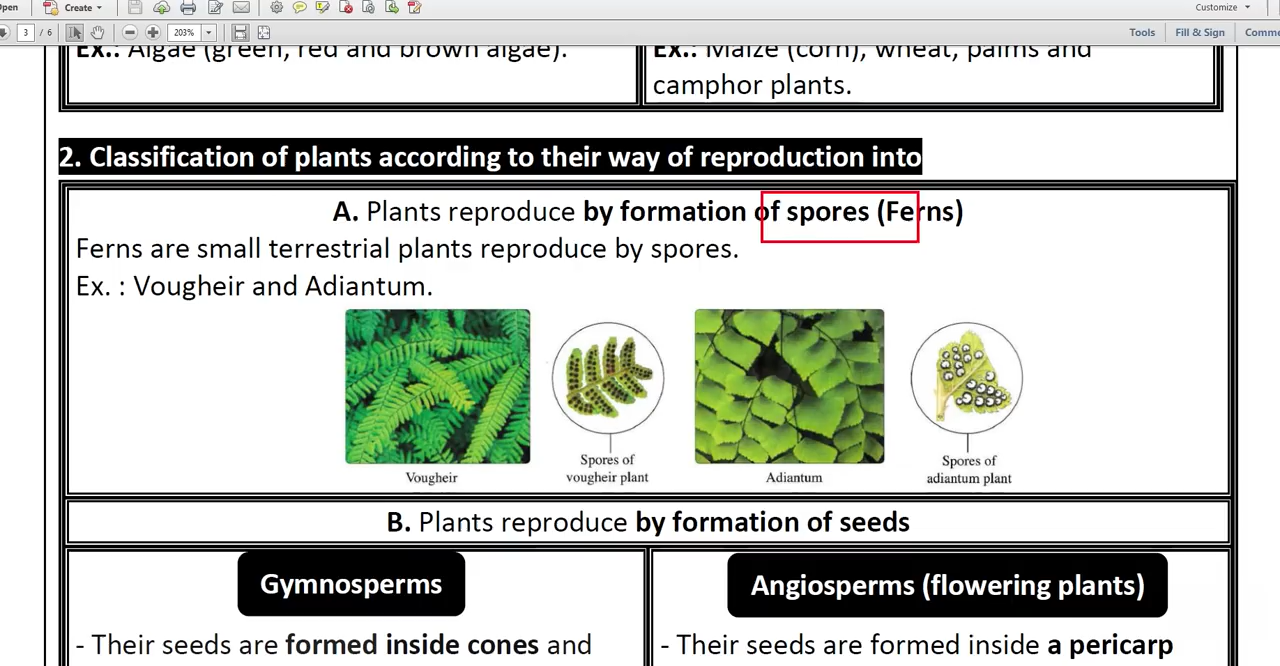 Open
Create
Customize
3 / 6
203%
Tools
Fill & Sign
Ex.: Algae (green, red and brown algae).
Ex.: Maize (corn), wheat, palms and
camphor plants.
2. Classification of plants according to their way of reproduction into
A. Plants reproduce by formation of spores (Ferns)
Ferns are small terrestrial plants reproduce by spores.
Ex. : Vougheir and Adiantum.
Vougheir
Spores of
vougheir plant
Adiantum
Spores of
adiantum plant
B. Plants reproduce by formation of seeds
Gymnosperms
Angiosperms (flowering plants)
- Their seeds are formed inside cones and
- Their seeds are formed inside a pericarp